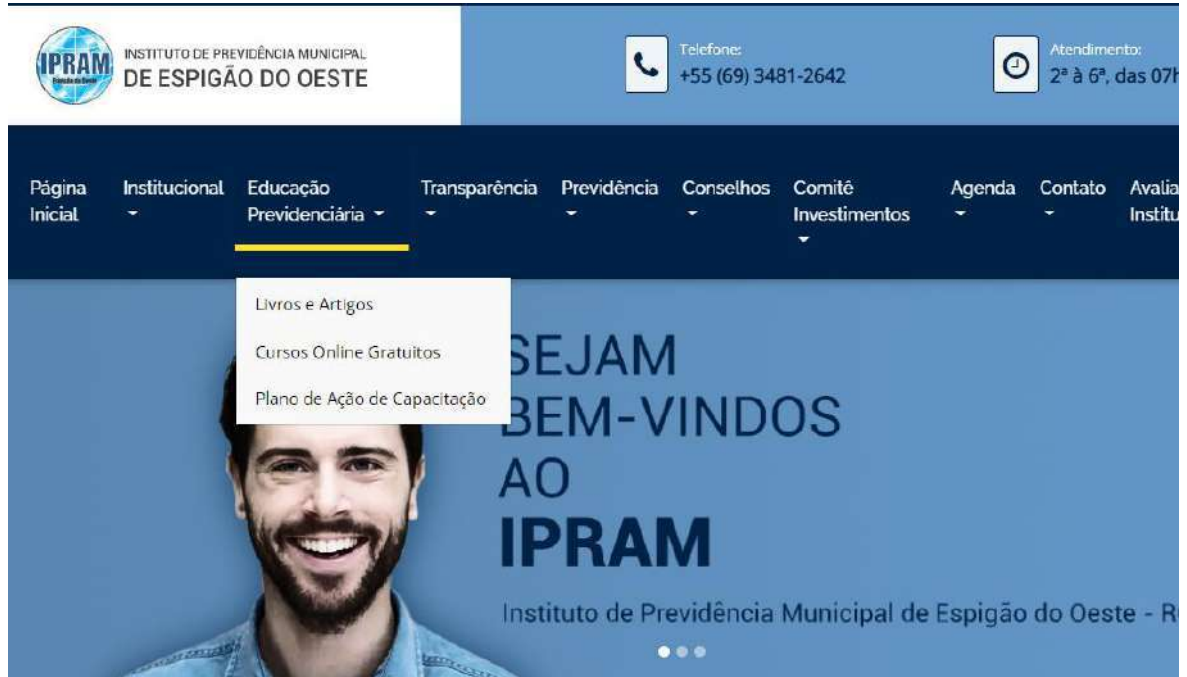 IPRAM
INSTITUTO DE PREVIDÊNCIA MUNICIPAL
DE ESPIGÃO DO OESTE
Telefone:
+55 (69) 3481-2642
Atendimento:
2ª à 6ª, das 07h
Página
Inicial
Institucional
Educação
Previdenciária
Transparência
Previdência
Conselhos
Comitê
Investimentos
Agenda
Contato
Avalia
Institu
Livros e Artigos
Cursos Online Gratuitos
Plano de Ação de Capacitação
SEJAM
BEM-VINDOS
AO
IPRAM
Instituto de Previdência Municipal de Espigão do Oeste - R